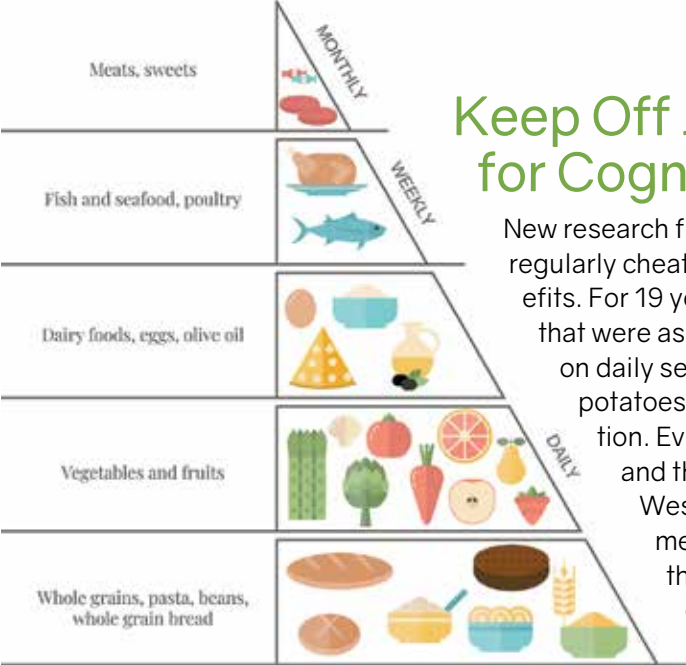 Meats, sweets
MONTHLY
Fish and seafood, poultry
WEEKLY
Dairy foods, eggs, olive oil
Vegetables and fruits
DAILY
Whole grains, pasta, beans,
whole grain bread
Keep Off
for Cogn
New research f
regularly cheat
efits. For 19 ye
that were as
on daily se
potatoes
tion. Ev
and th
Wes
me
th